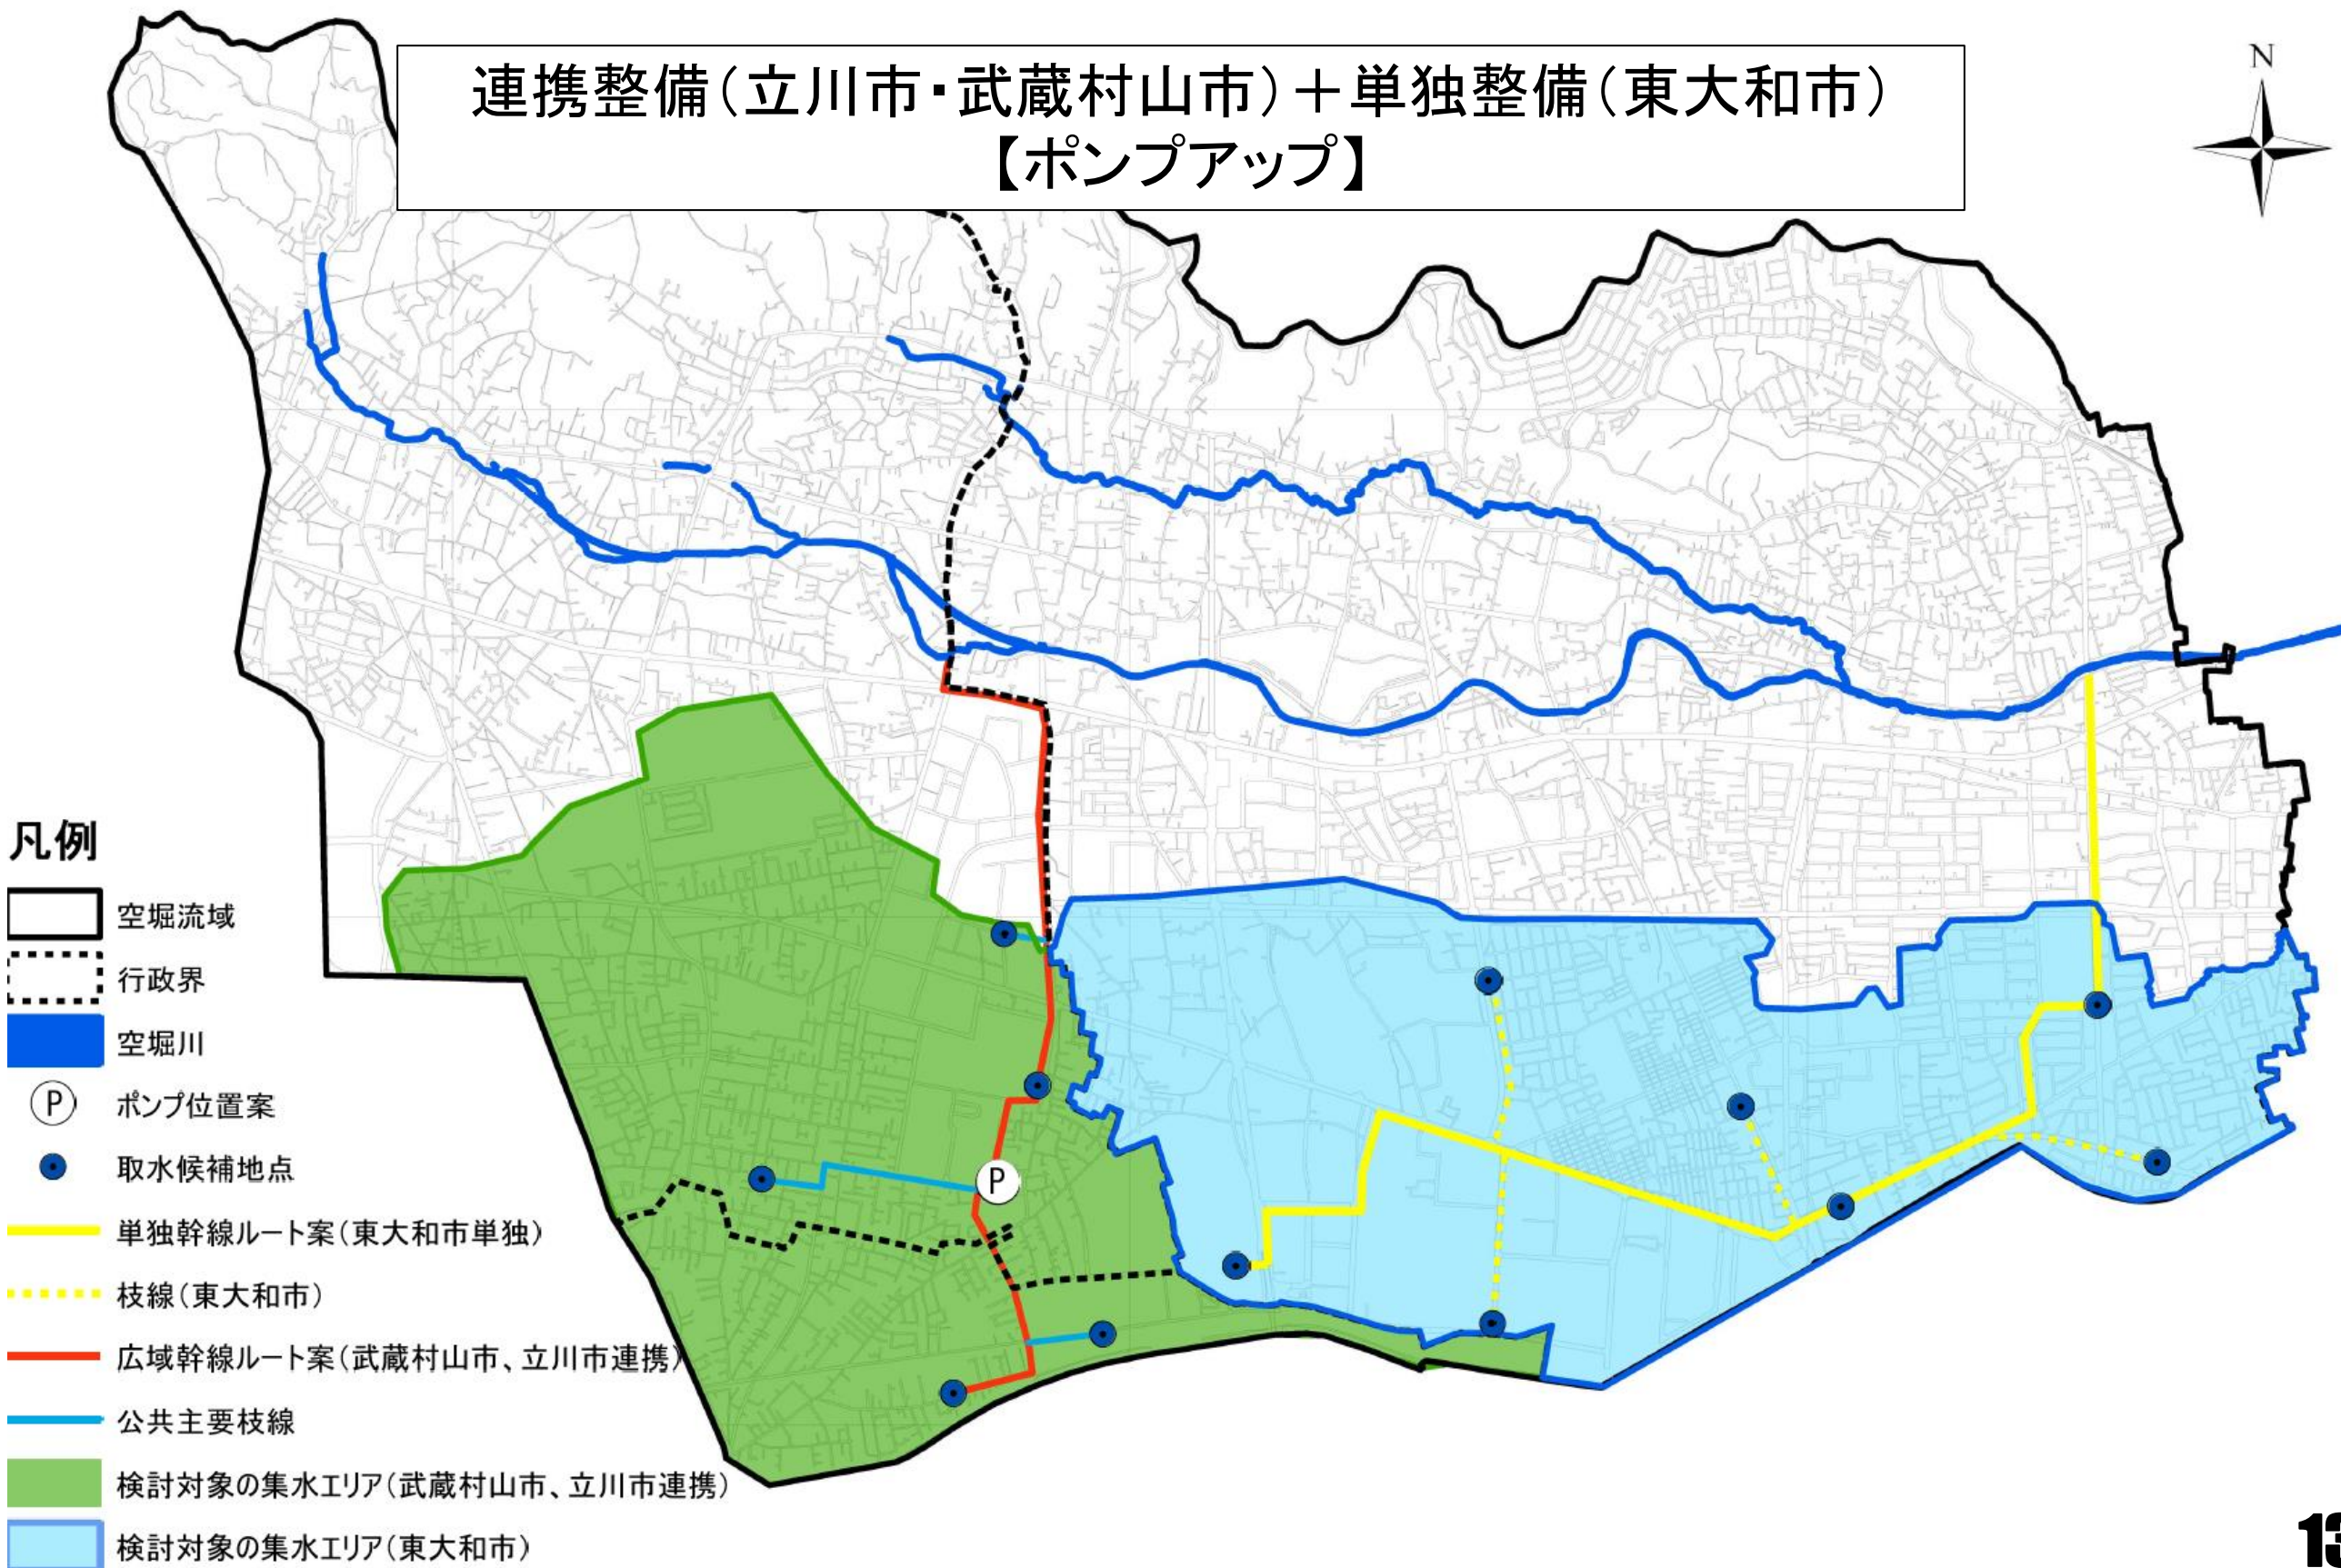 連携整備（立川市・武蔵村山市）＋単独整備（東大和市）
【ポンプアップ】
N
P
凡例
空堀流域
行政界
空堀川
P ポンプ位置案
取水候補地点
単独幹線ルート案（東大和市単独）
枝線（東大和市）
広域幹線ルート案（武蔵村山市、立川市連携）
公共主要枝線
検討対象の集水エリア（武蔵村山市、立川市連携）
検討対象の集水エリア（東大和市）
13